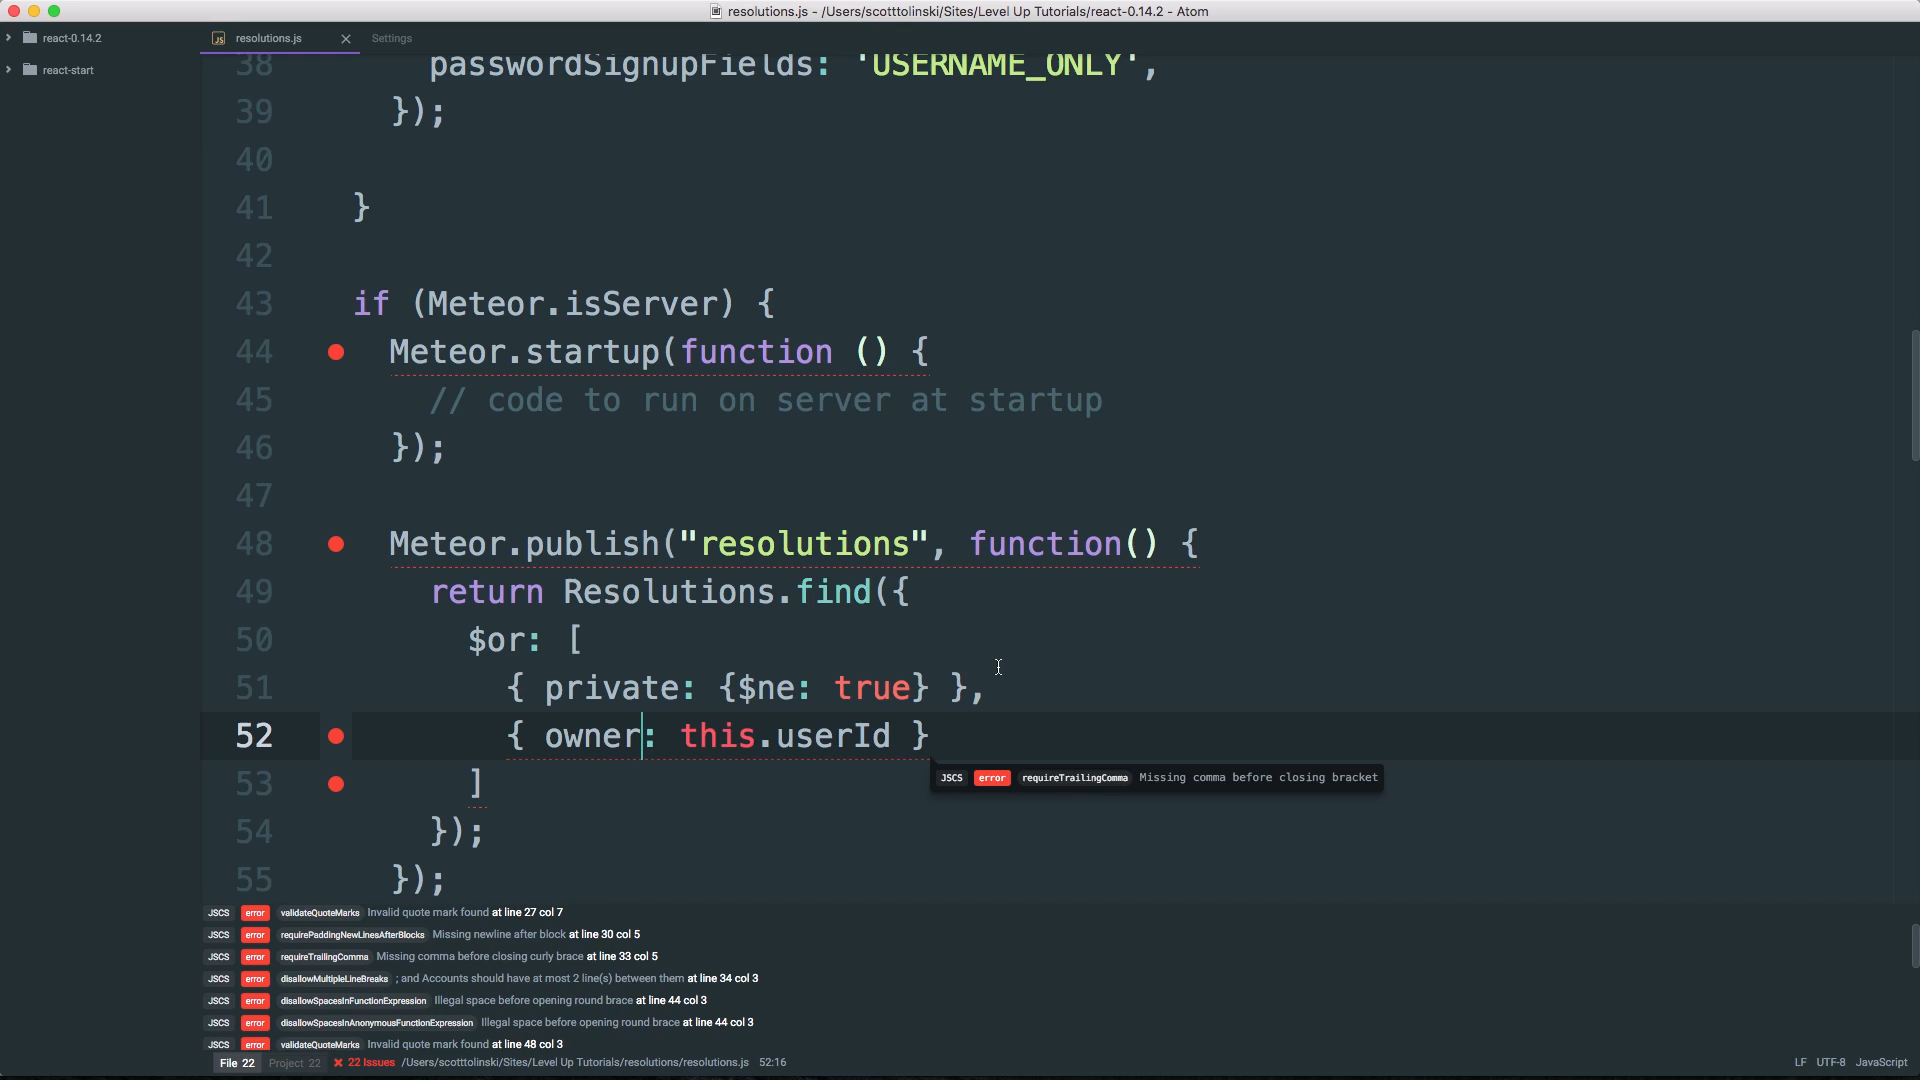 resolutions.js - /Users/scotttolinski/Sites/Level Up Tutorials/react-0.14.2 - Atom
react-0.14.2
react-start
resolutions.js
Settings
38 passwordSignupFields: 'USERNAME_ONLY',
39 });
40
41 }
42
43 if (Meteor.isServer) {
44 Meteor.startup(function () {
45 // code to run on server at startup
46 });
47
48 Meteor.publish("resolutions", function() {
49 return Resolutions.find({
50 $or: [
51 { private: {$ne: true} },
52 { owner: this.userId }
JSCS error requireTrailingComma Missing comma before closing bracket
53 ]
54 });
55 });
JSCS error validateQuoteMarks Invalid quote mark found at line 27 col 7
JSCS error requirePaddingNewLinesAfterBlocks Missing newline after block at line 30 col 5
JSCS error requireTrailingComma Missing comma before closing curly brace at line 33 col 5
JSCS error disallowMultipleLineBreaks ; and Accounts should have at most 2 line(s) between them at line 34 col 3
JSCS error disallowSpacesInFunctionExpression Illegal space before opening round brace at line 44 col 3
JSCS error disallowSpacesInAnonymousFunctionExpression Illegal space before opening round brace at line 44 col 3
JSCS error validateQuoteMarks Invalid quote mark found at line 48 col 3
File 22 Project 22 22 Issues /Users/scotttolinski/Sites/Level Up Tutorials/resolutions/resolutions.js 52:16 LF UTF-8 JavaScript